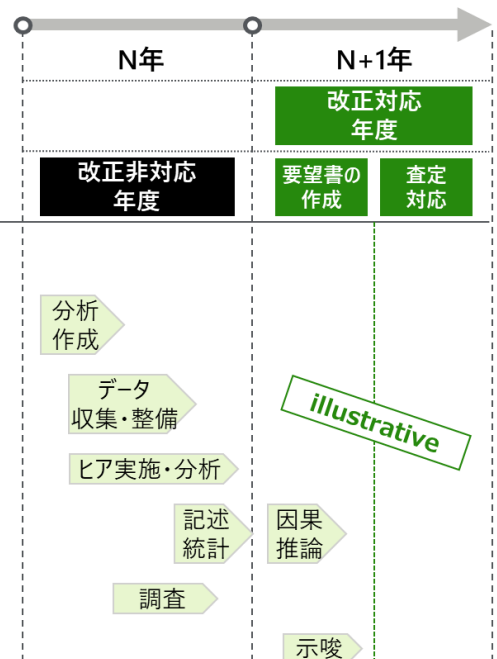 N年
N+1年
改正対応
年度
改正非対応
年度
要望書の
作成
査定
対応
分析
作成
データ
収集・整備
illustrative
ヒア実施・分析
記述
統計
因果
推論
調査
示唆